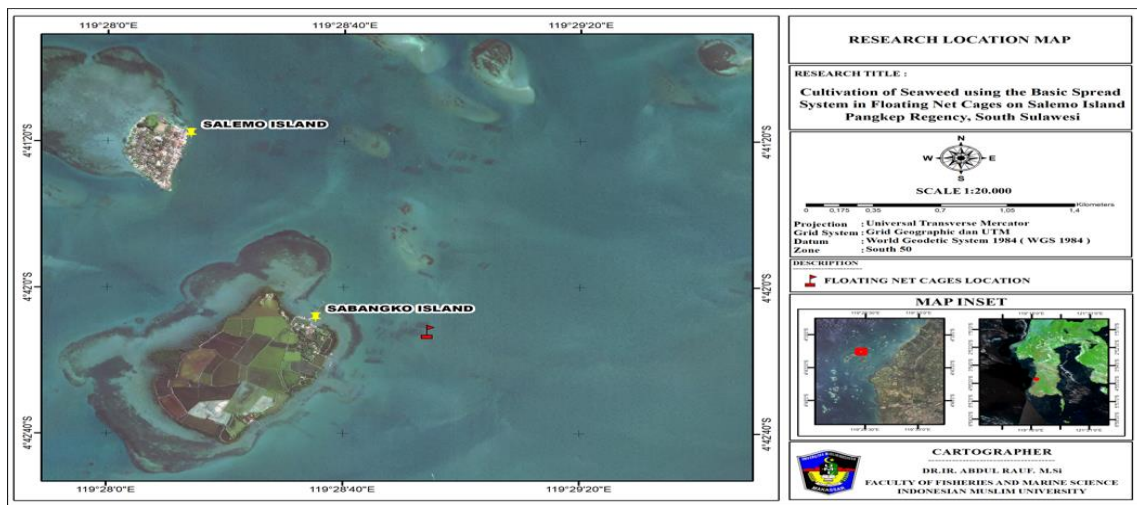 119°28'0"E
119°28'40"E
119°29'20"E
4°41'20"S
4°41'20"S
4°42'0"S
4°42'0"S
4°42'40"S
4°42'40"S
SALEMO ISLAND
SABANGKO ISLAND
119°28'0"E
119°28'40"E
119°29'20"E
RESEARCH LOCATION MAP
RESEARCH TITLE :
Cultivation of Seaweed using the Basic Spread
System in Floating Net Cages on Salemo Island
Pangkep Regency, South Sulawesi
N
W
E
S
SCALE 1:20.000
0 0,175 0,35 0,7 1,05 1,4 Kilometers
Projection : Universal Transverse Mercator
Grid System : Grid Geographic dan UTM
Datum : World Geodetic System 1984 ( WGS 1984 )
Zone : South 50
DESCRIPTION
FLOATING NET CAGES LOCATION
MAP INSET
CARTOGRAPHER
DR.IR. ABDUL RAUF. M.Si
FACULTY OF FISHERIES AND MARINE SCIENCE
INDONESIAN MUSLIM UNIVERSITY
MAKASSAR